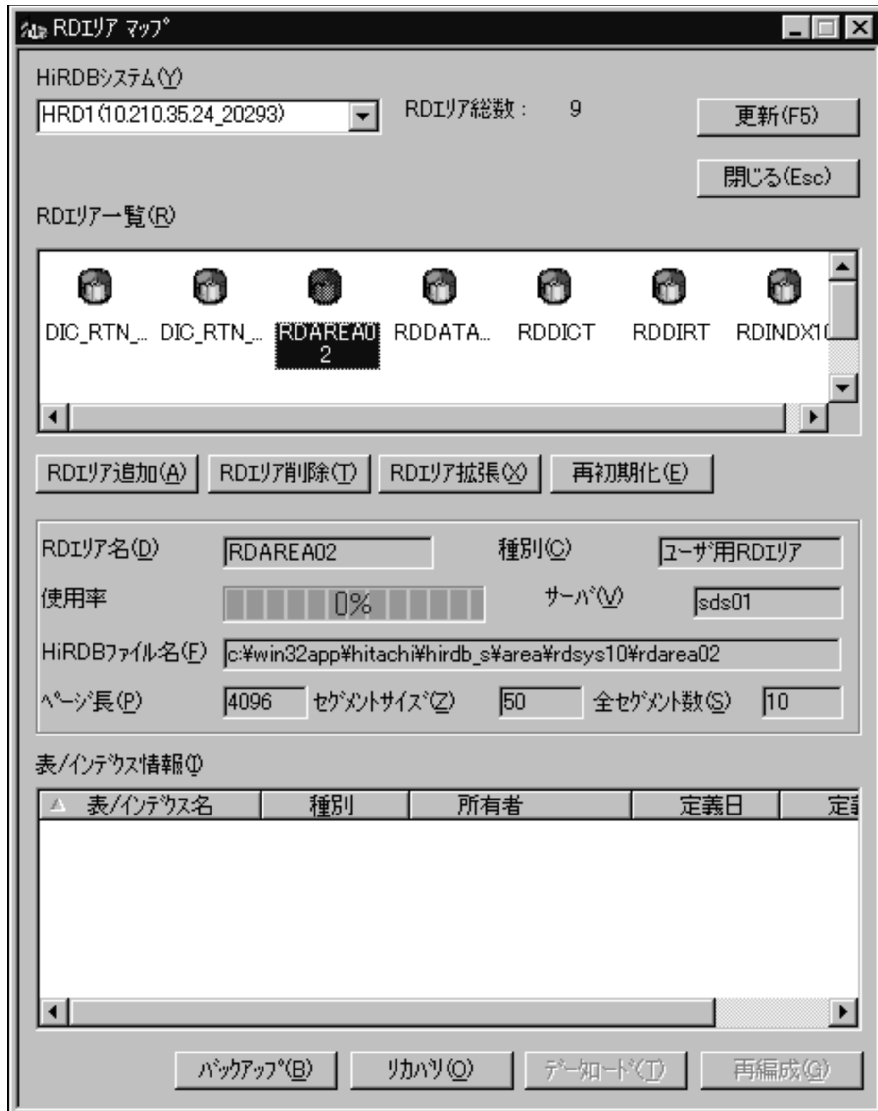 RDｴﾘｱ ﾏｯﾌﾟ
HiRDBｼｽﾃﾑ(Y)
HRD1(10.210.35.24_20293)
RDｴﾘｱ総数： 9
更新(F5)
閉じる(Esc)
RDｴﾘｱ一覧(R)
DIC_RTN_... DIC_RTN_... RDAREA0 RDDATA... RDDICT RDDIRT RDINDX10
2
RDｴﾘｱ追加(A) RDｴﾘｱ削除(T) RDｴﾘｱ拡張(X) 再初期化(E)
RDｴﾘｱ名(D) RDAREA02 種別(C) ﾕｰｻﾞ用RDｴﾘｱ
使用率 0% ｻｰﾊﾞ(V) sds01
HiRDBﾌｧｲﾙ名(F) c:¥win32app¥hitachi¥hirdb_s¥area¥rdsys10¥rdarea02
ﾍﾟｰｼﾞ長(P) 4096 ｾｸﾞﾒﾝﾄｻｲｽﾞ(Z) 50 全ｾｸﾞﾒﾝﾄ数(S) 10
表/ｲﾝﾃﾞｸｽ情報(I)
表/ｲﾝﾃﾞｸｽ名 種別 所有者 定義日 定義
ﾊﾞｯｸｱｯﾌﾟ(B) ﾘｶﾊﾞﾘ(O) ﾃﾞｰﾀﾛｰﾄﾞ(T) 再編成(G)